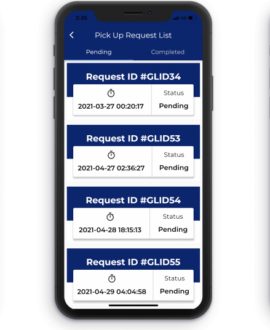 2:38
Pick Up Request List
Pending Completed
Request ID #GLID34
Status
2021-03-27 00:20:17 Pending
Request ID #GLID53
Status
2021-04-27 02:36:27 Pending
Request ID #GLID54
Status
2021-04-28 18:15:13 Pending
Request ID #GLID55
Status
2021-04-29 04:04:58 Pending